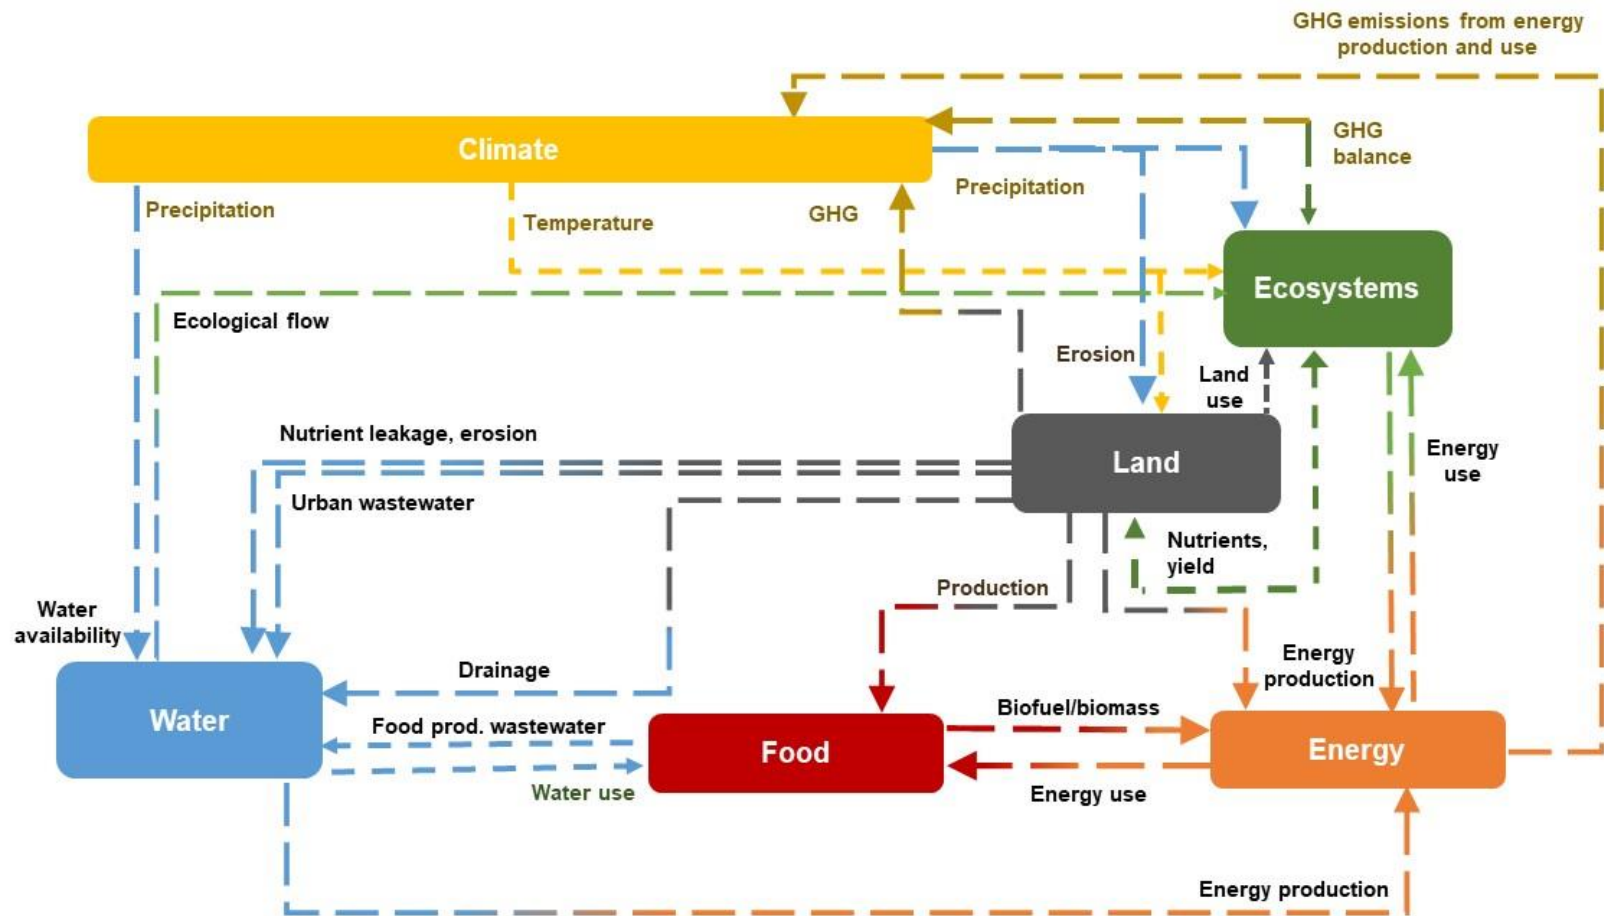 GHG emissions from energy
production and use
Climate
GHG
balance
Precipitation
Precipitation
Temperature
GHG
Ecosystems
Ecological flow
Erosion
Land
use
Nutrient leakage, erosion
Land
Energy
use
Urban wastewater
Nutrients,
yield
Production
Water
availability
Energy
production
Drainage
Biofuel/biomass
Water
Food prod. wastewater
Food
Energy
Water use
Energy use
Energy production